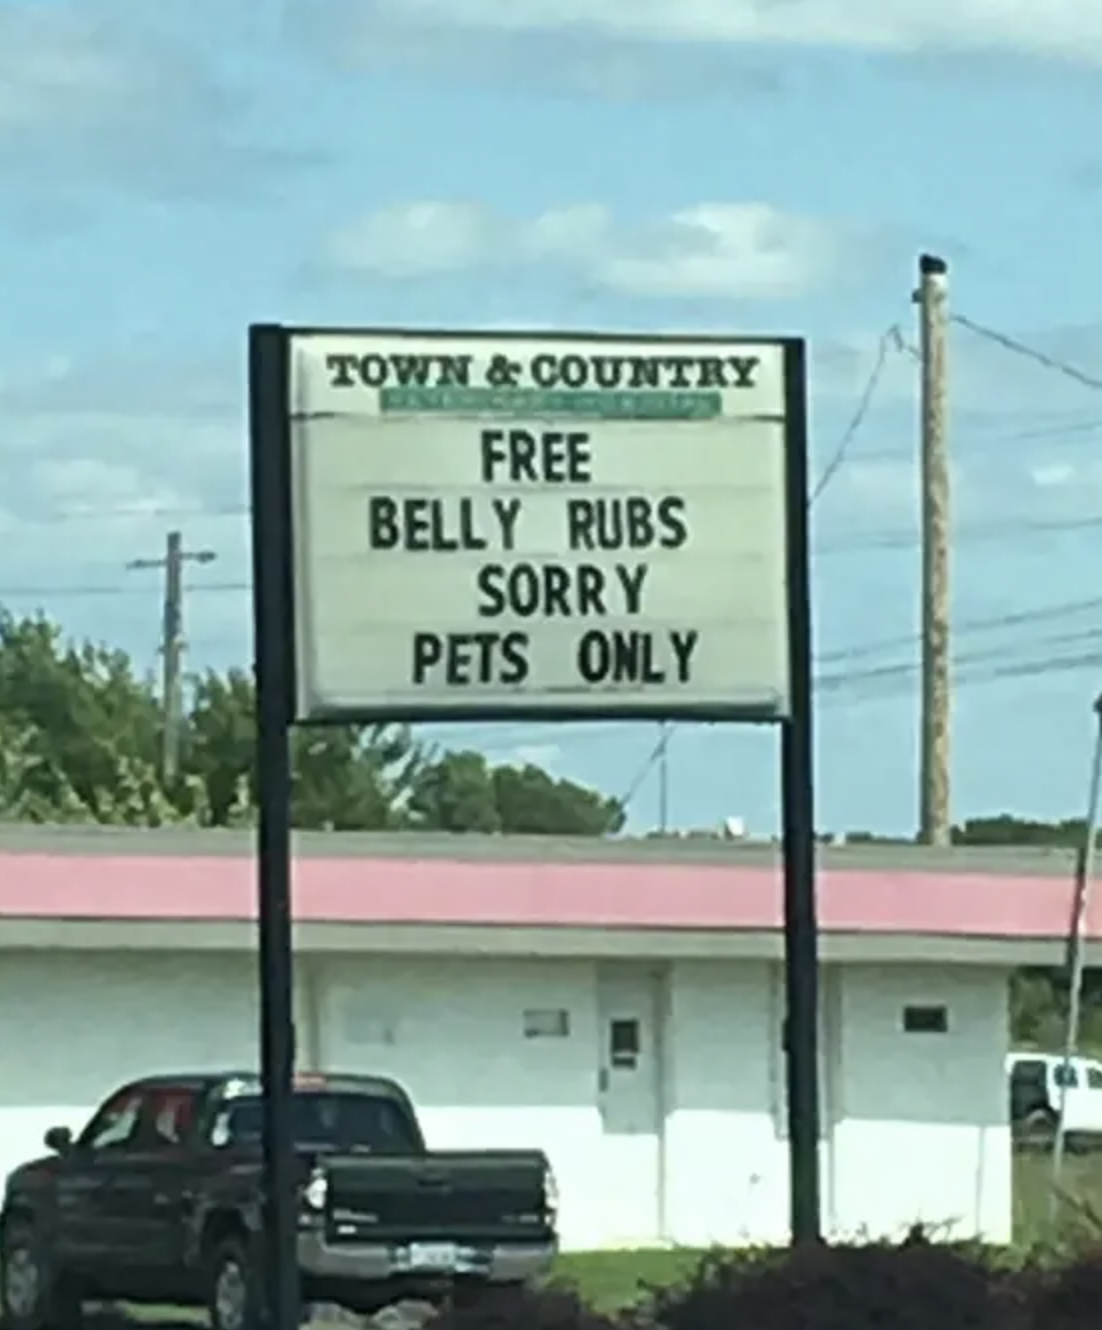 TOWN & COUNTRY
FREE
BELLY RUBS
SORRY
PETS ONLY